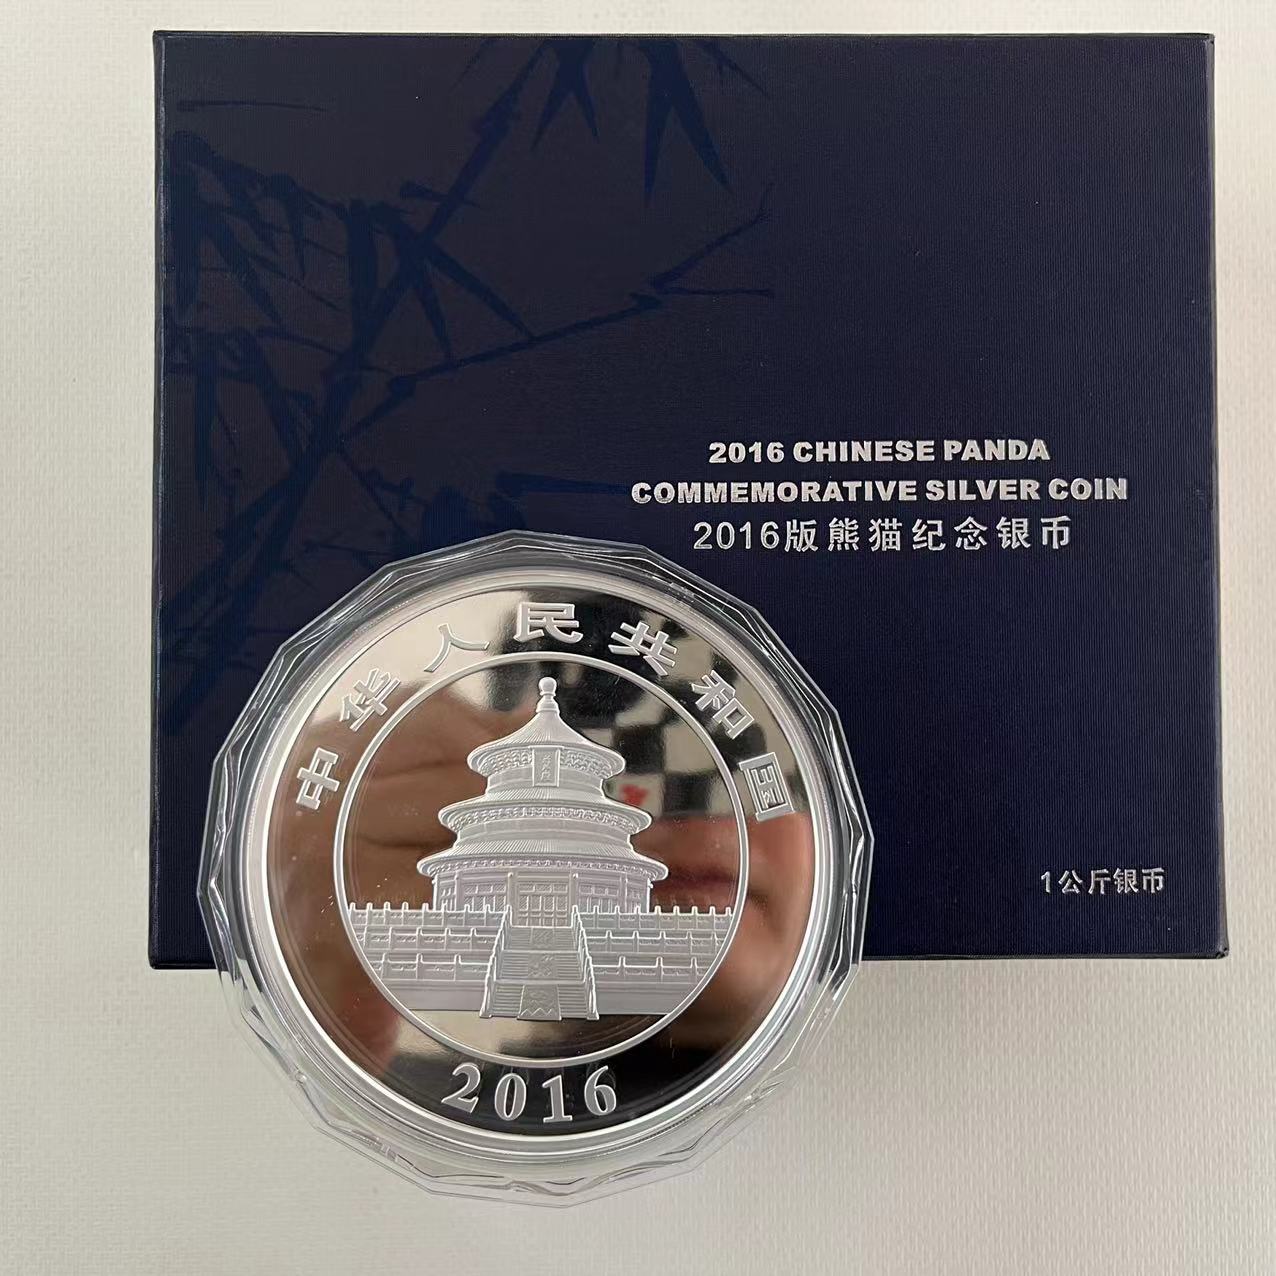 2016 CHINESE PANDA
COMMEMORATIVE SILVER COIN
2016版熊猫纪念银币
1公斤银币
中华人民共和国
2016